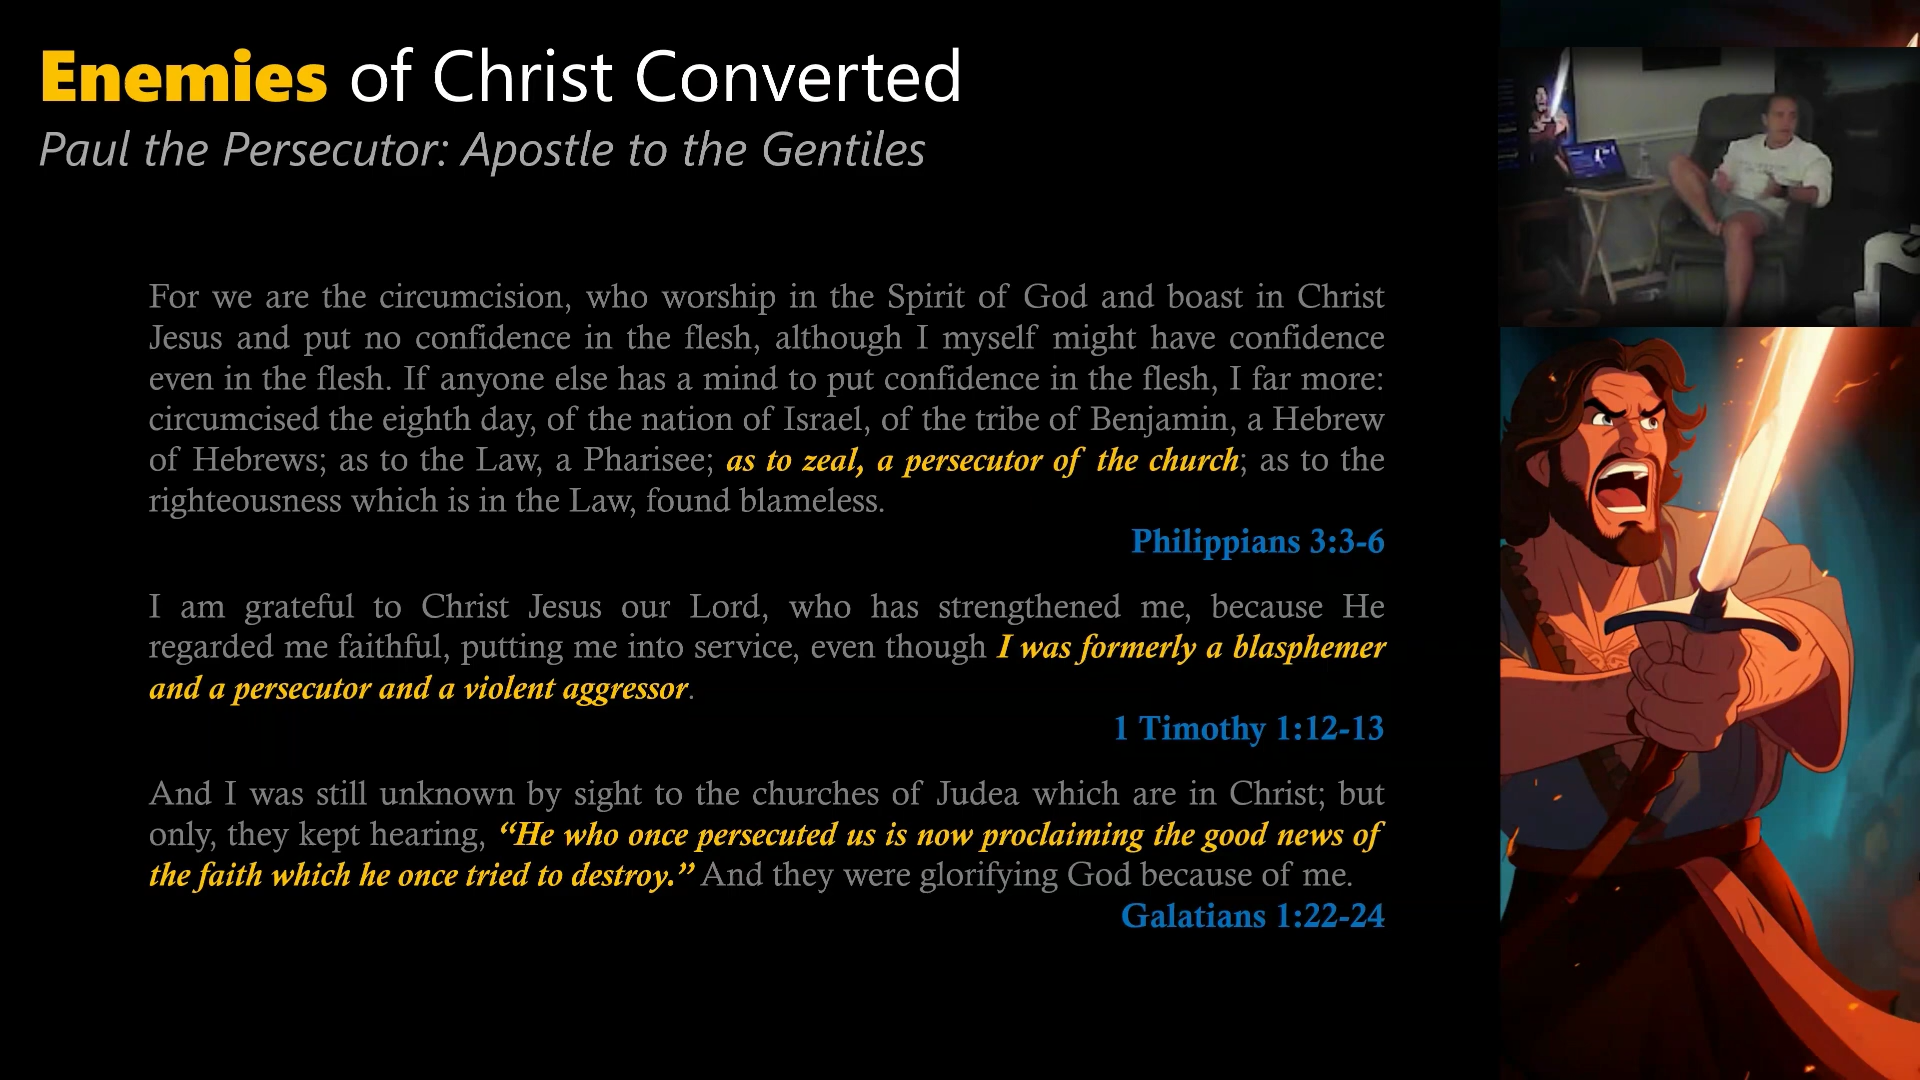 Enemies of Christ Converted
Paul the Persecutor: Apostle to the Gentiles
For we are the circumcision, who worship in the Spirit of God and boast in Christ
Jesus and put no confidence in the flesh, although I myself might have confidence
even in the flesh. If anyone else has a mind to put confidence in the flesh, I far more:
circumcised the eighth day, of the nation of Israel, of the tribe of Benjamin, a Hebrew
of Hebrews; as to the Law, a Pharisee; as to zeal, a persecutor of the church; as to the
righteousness which is in the Law, found blameless.
Philippians 3:3-6
I am grateful to Christ Jesus our Lord, who has strengthened me, because He
regarded me faithful, putting me into service, even though I was formerly a blasphemer
and a persecutor and a violent aggressor.
1 Timothy 1:12-13
And I was still unknown by sight to the churches of Judea which are in Christ; but
only, they kept hearing, “He who once persecuted us is now proclaiming the good news of
the faith which he once tried to destroy.” And they were glorifying God because of me.
Galatians 1:22-24